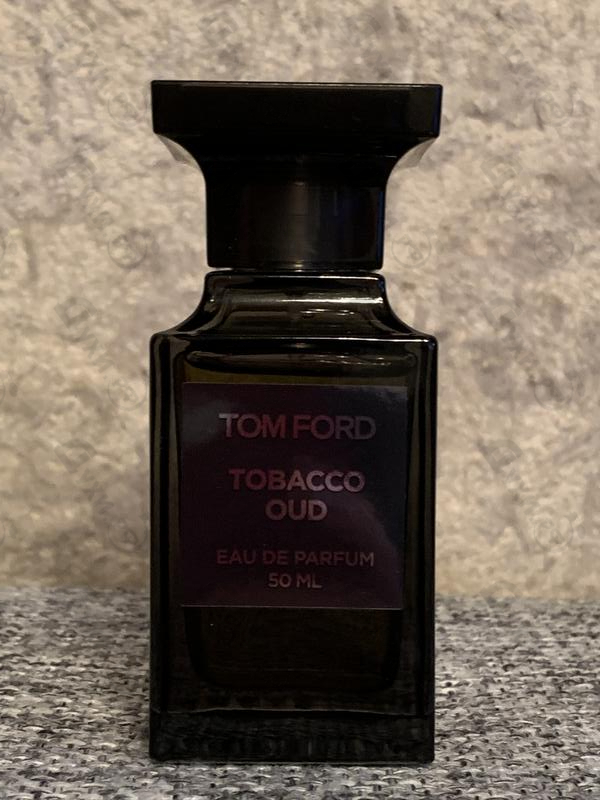 TOM FORD
TOBACCO
OUD
EAU DE PARFUM
50 ML